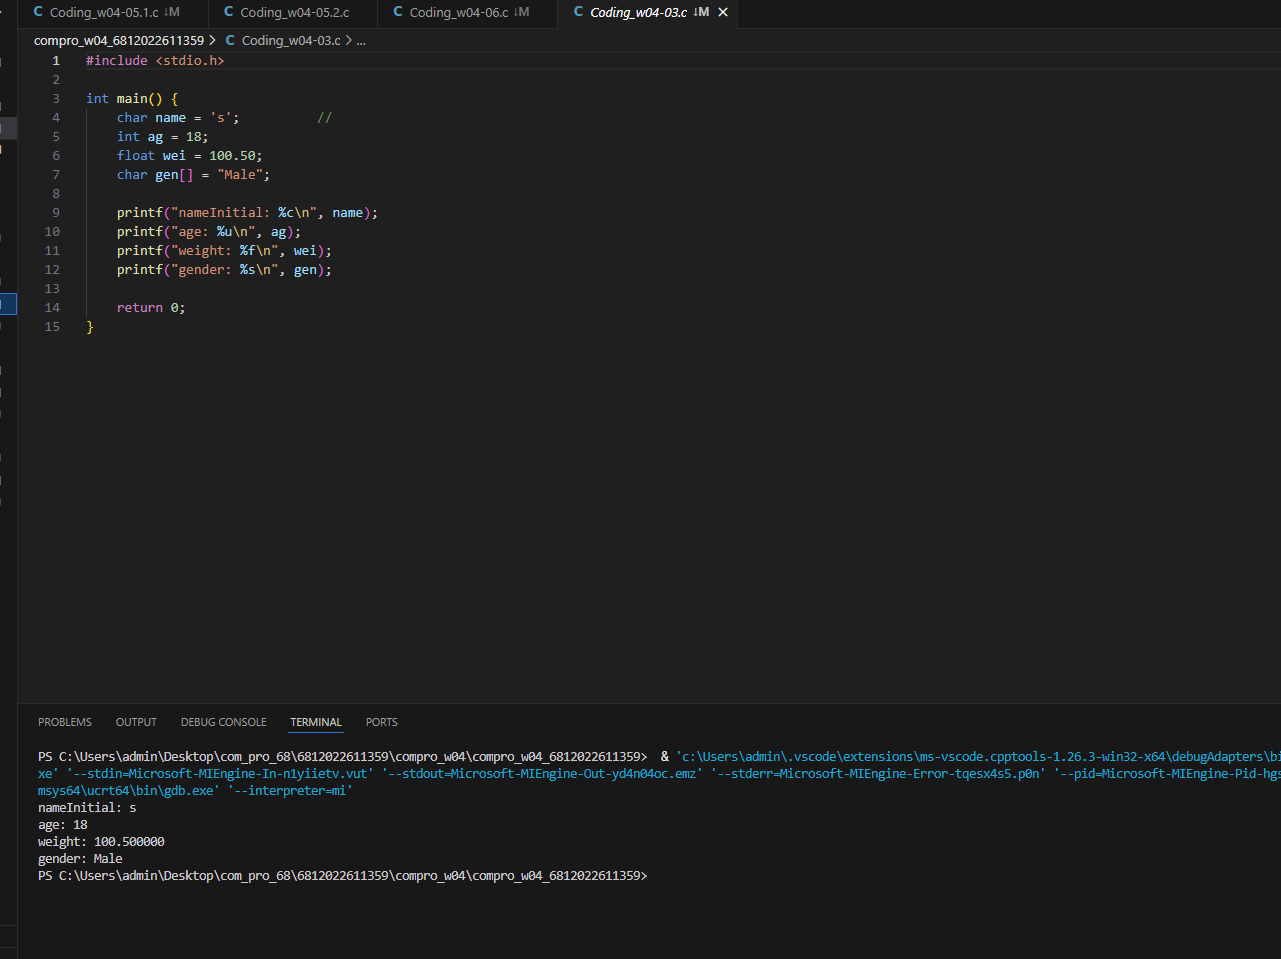 C Coding_w04-05.1.c ↓M C Coding_w04-05.2.c C Coding_w04-06.c ↓M C Coding_w04-03.c ↓M ×
compro_w04_6812022611359 > C Coding_w04-03.c > ...
1 #include <stdio.h>
2
3 int main() {
4     char name = 's';          //
5     int ag = 18;
6     float wei = 100.50;
7     char gen[] = "Male";
8
9     printf("nameInitial: %c\n", name);
10     printf("age: %u\n", ag);
11     printf("weight: %f\n", wei);
12     printf("gender: %s\n", gen);
13
14     return 0;
15 }
PROBLEMS OUTPUT DEBUG CONSOLE TERMINAL PORTS
PS C:\Users\admin\Desktop\com_pro_68\6812022611359\compro_w04\compro_w04_6812022611359>  & 'c:\Users\admin\.vscode\extensions\ms-vscode.cpptools-1.26.3-win32-x64\debugAdapters\bi
xe' '--stdin=Microsoft-MIEngine-In-n1yiietv.vut' '--stdout=Microsoft-MIEngine-Out-yd4n04oc.emz' '--stderr=Microsoft-MIEngine-Error-tqesx4s5.p0n' '--pid=Microsoft-MIEngine-Pid-hgs
msys64\ucrt64\bin\gdb.exe' '--interpreter=mi'
nameInitial: s
age: 18
weight: 100.500000
gender: Male
PS C:\Users\admin\Desktop\com_pro_68\6812022611359\compro_w04\compro_w04_6812022611359>